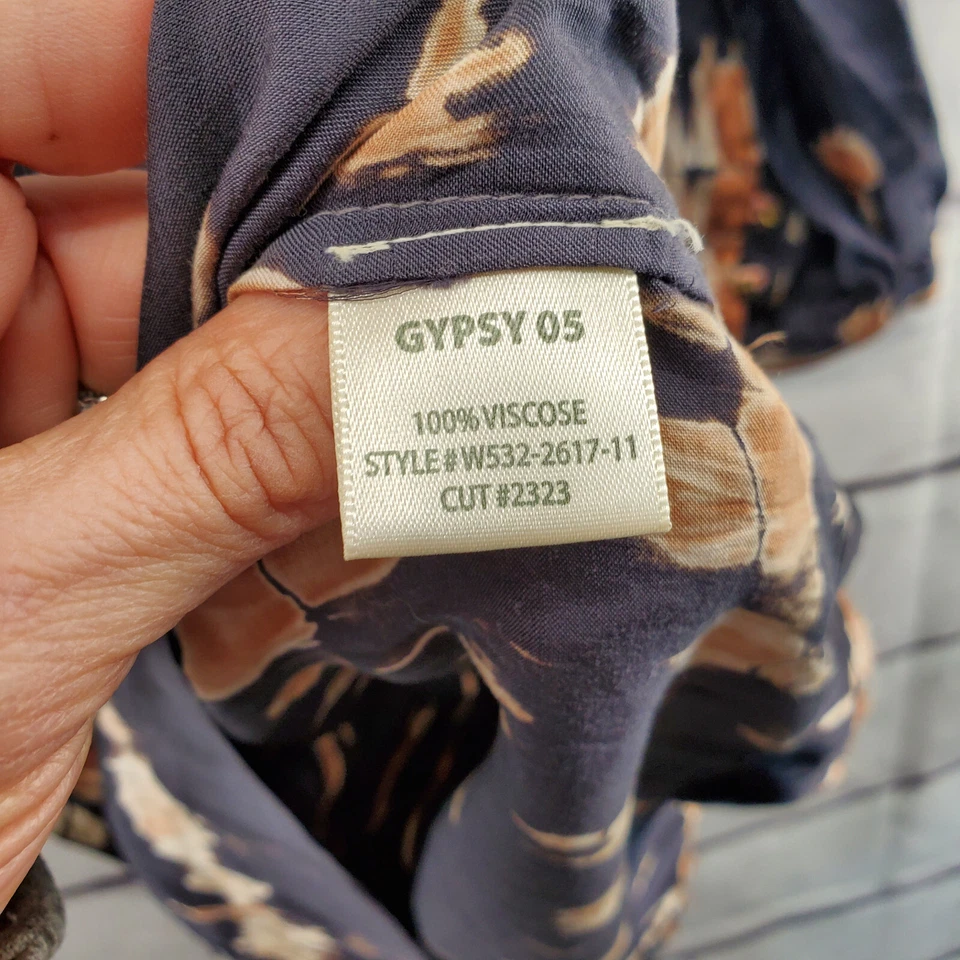 GYPSY 05
100% VISCOSE
STYLE # W532-2617-11
CUT #2323